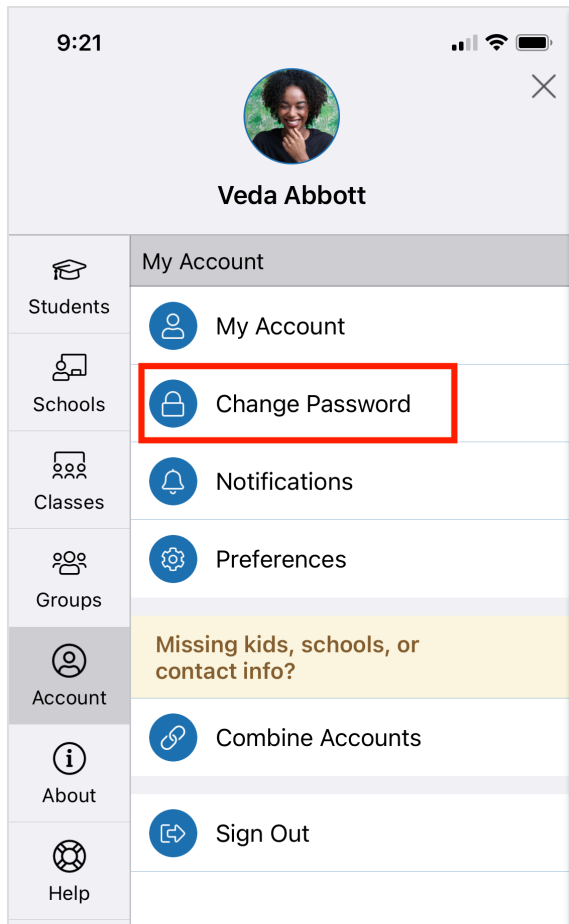 9:21
Veda Abbott
My Account
Students
My Account
Schools
Change Password
Classes
Notifications
Groups
Preferences
Account
Missing kids, schools, or
contact info?
Combine Accounts
About
Sign Out
Help